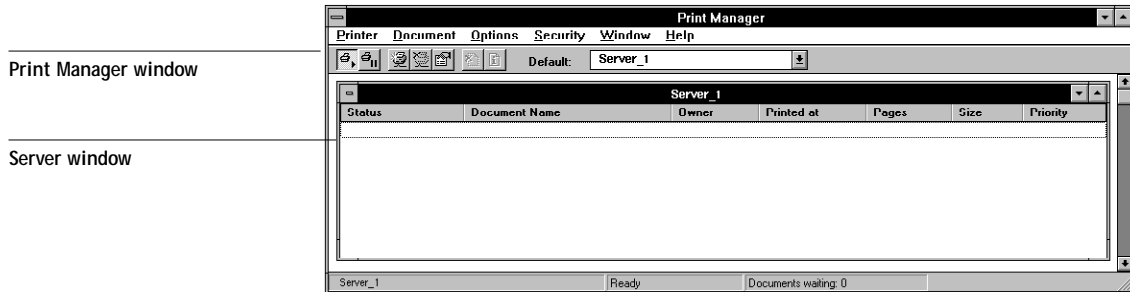 Print Manager
Printer Document Options Security Window Help
Print Manager window
Default: Server_1
Server_1
Status Document Name Owner Printed at Pages Size Priority
Server window
Server_1 Ready Documents waiting: 0